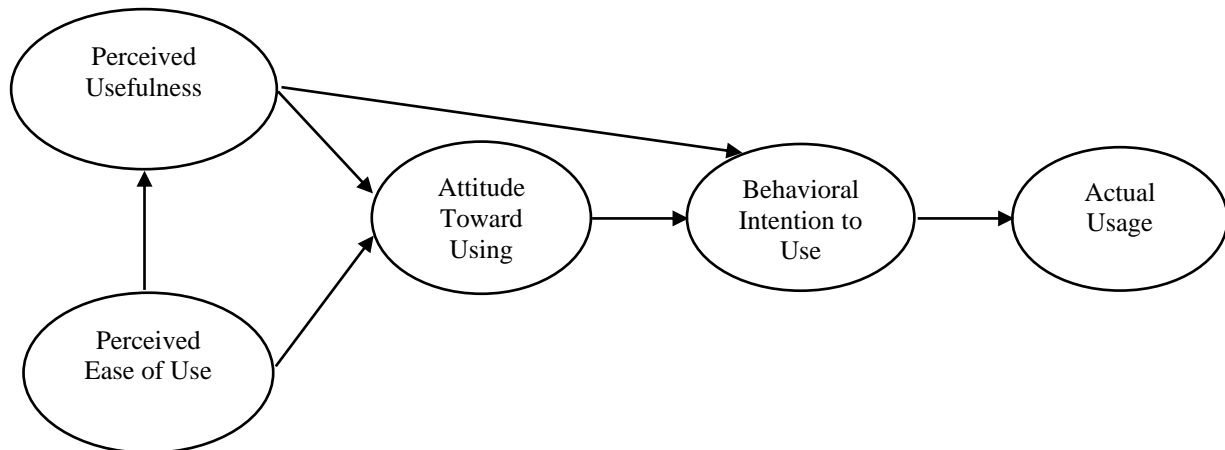 Perceived
Usefulness
Attitude
Toward
Using
Behavioral
Intention to
Use
Actual
Usage
Perceived
Ease of Use